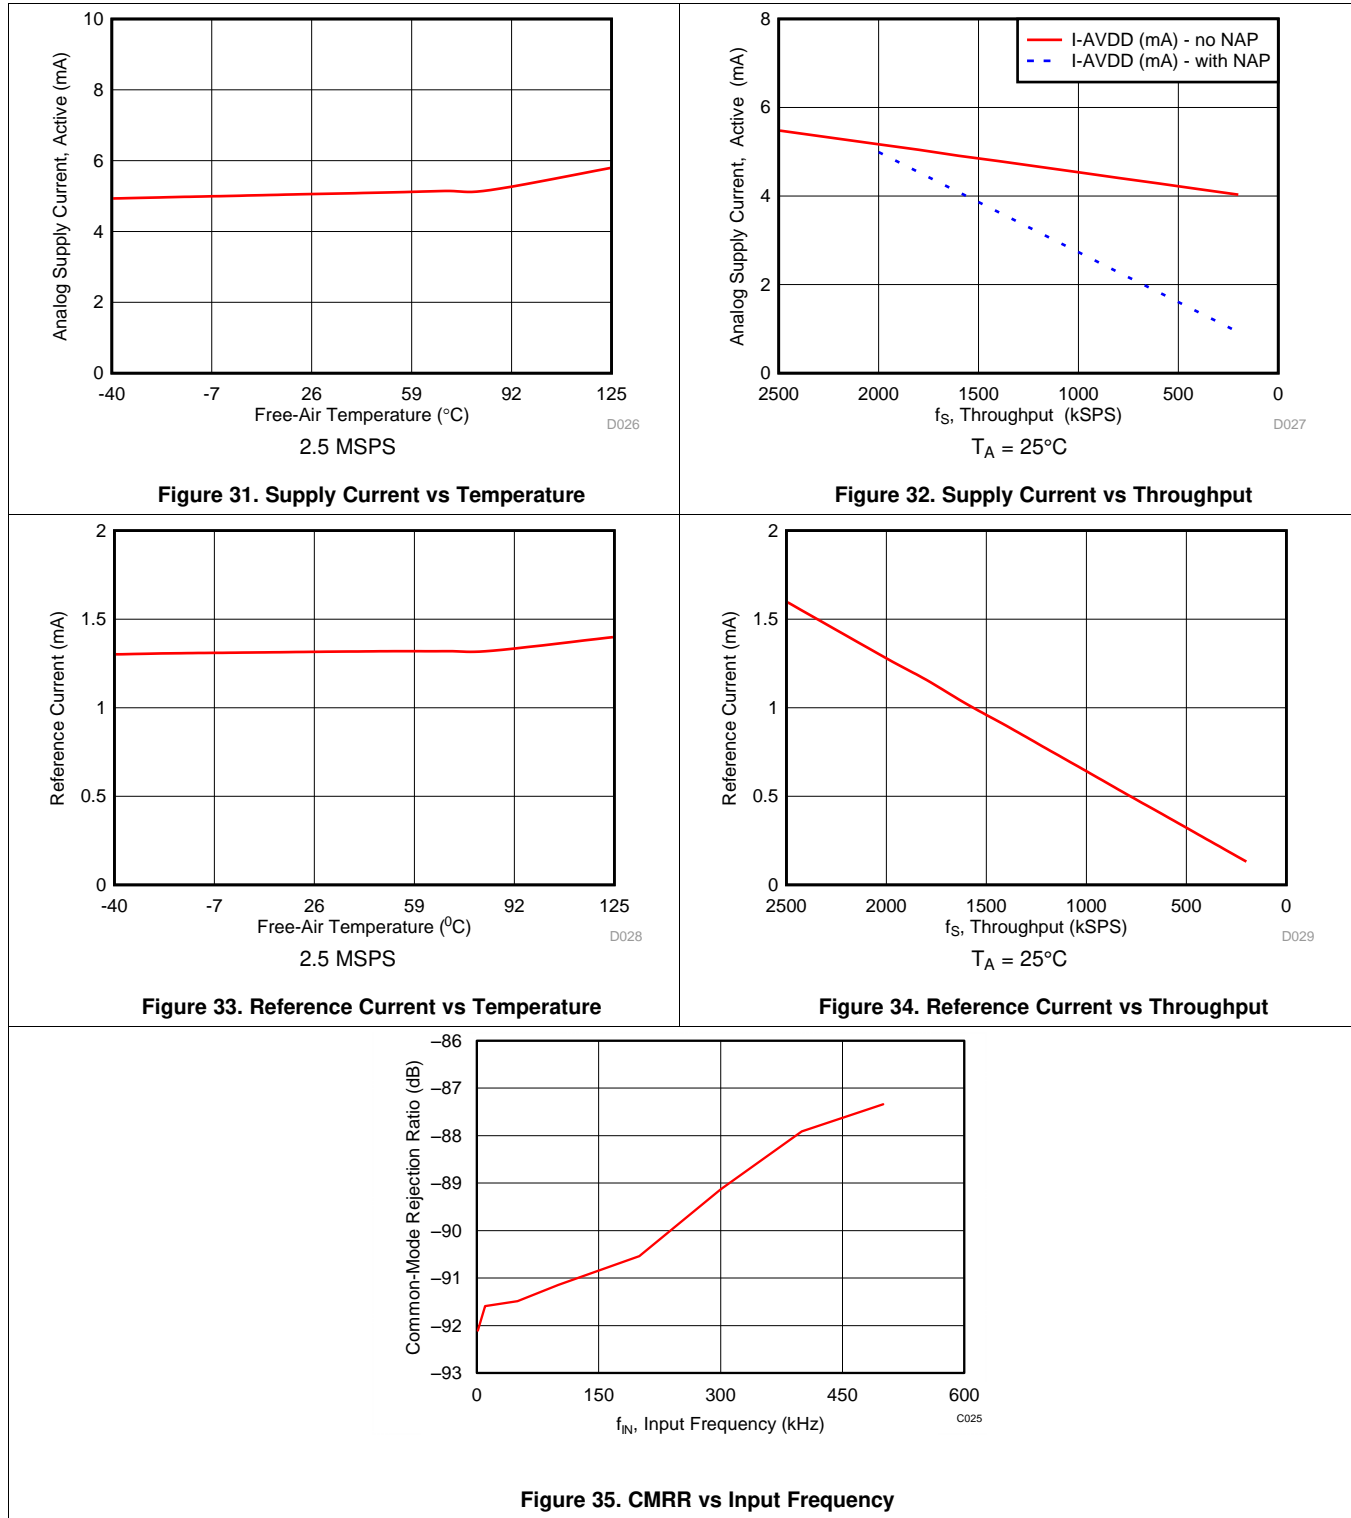 10
8
6
4
2
0
Analog Supply Current, Active (mA)
-40 -7 26 59 92 125
Free-Air Temperature (°C)
D026
2.5 MSPS
Figure 31. Supply Current vs Temperature
8
6
4
2
0
Analog Supply Current, Active (mA)
I-AVDD (mA) - no NAP
I-AVDD (mA) - with NAP
2500 2000 1500 1000 500 0
fS, Throughput (kSPS)
D027
TA = 25°C
Figure 32. Supply Current vs Throughput
2
1.5
1
0.5
0
Reference Current (mA)
-40 -7 26 59 92 125
Free-Air Temperature (⁰C)
D028
2.5 MSPS
Figure 33. Reference Current vs Temperature
2
1.5
1
0.5
0
Reference Current (mA)
2500 2000 1500 1000 500 0
fS, Throughput (kSPS)
D029
TA = 25°C
Figure 34. Reference Current vs Throughput
–86
–87
–88
–89
–90
–91
–92
–93
Common-Mode Rejection Ratio (dB)
0 150 300 450 600
fIN, Input Frequency (kHz)
C025
Figure 35. CMRR vs Input Frequency